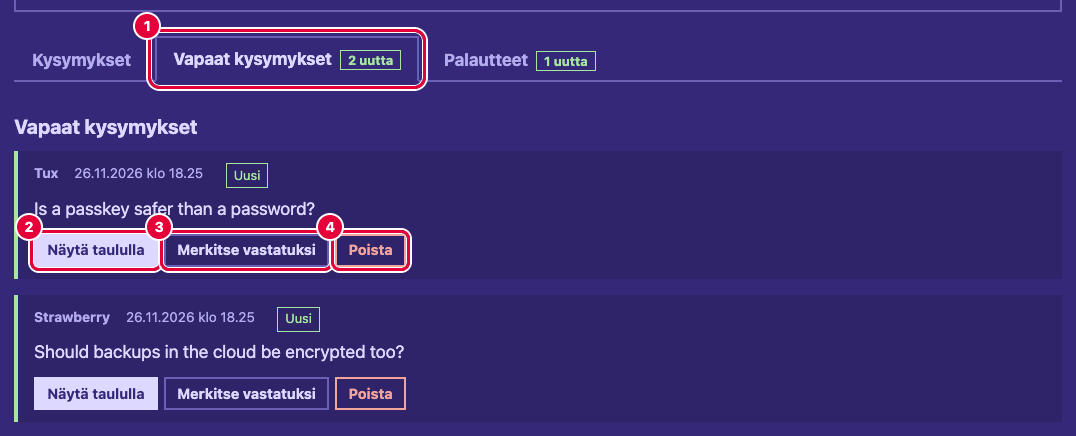 1
Kysymykset Vapaat kysymykset 2 uutta Palautteet 1 uutta
Vapaat kysymykset
Tux 26.11.2026 klo 18.25 Uusi
Is a passkey safer than a password?
2 3 4
Näytä taululla Merkitse vastatuksi Poista
Strawberry 26.11.2026 klo 18.25 Uusi
Should backups in the cloud be encrypted too?
Näytä taululla Merkitse vastatuksi Poista